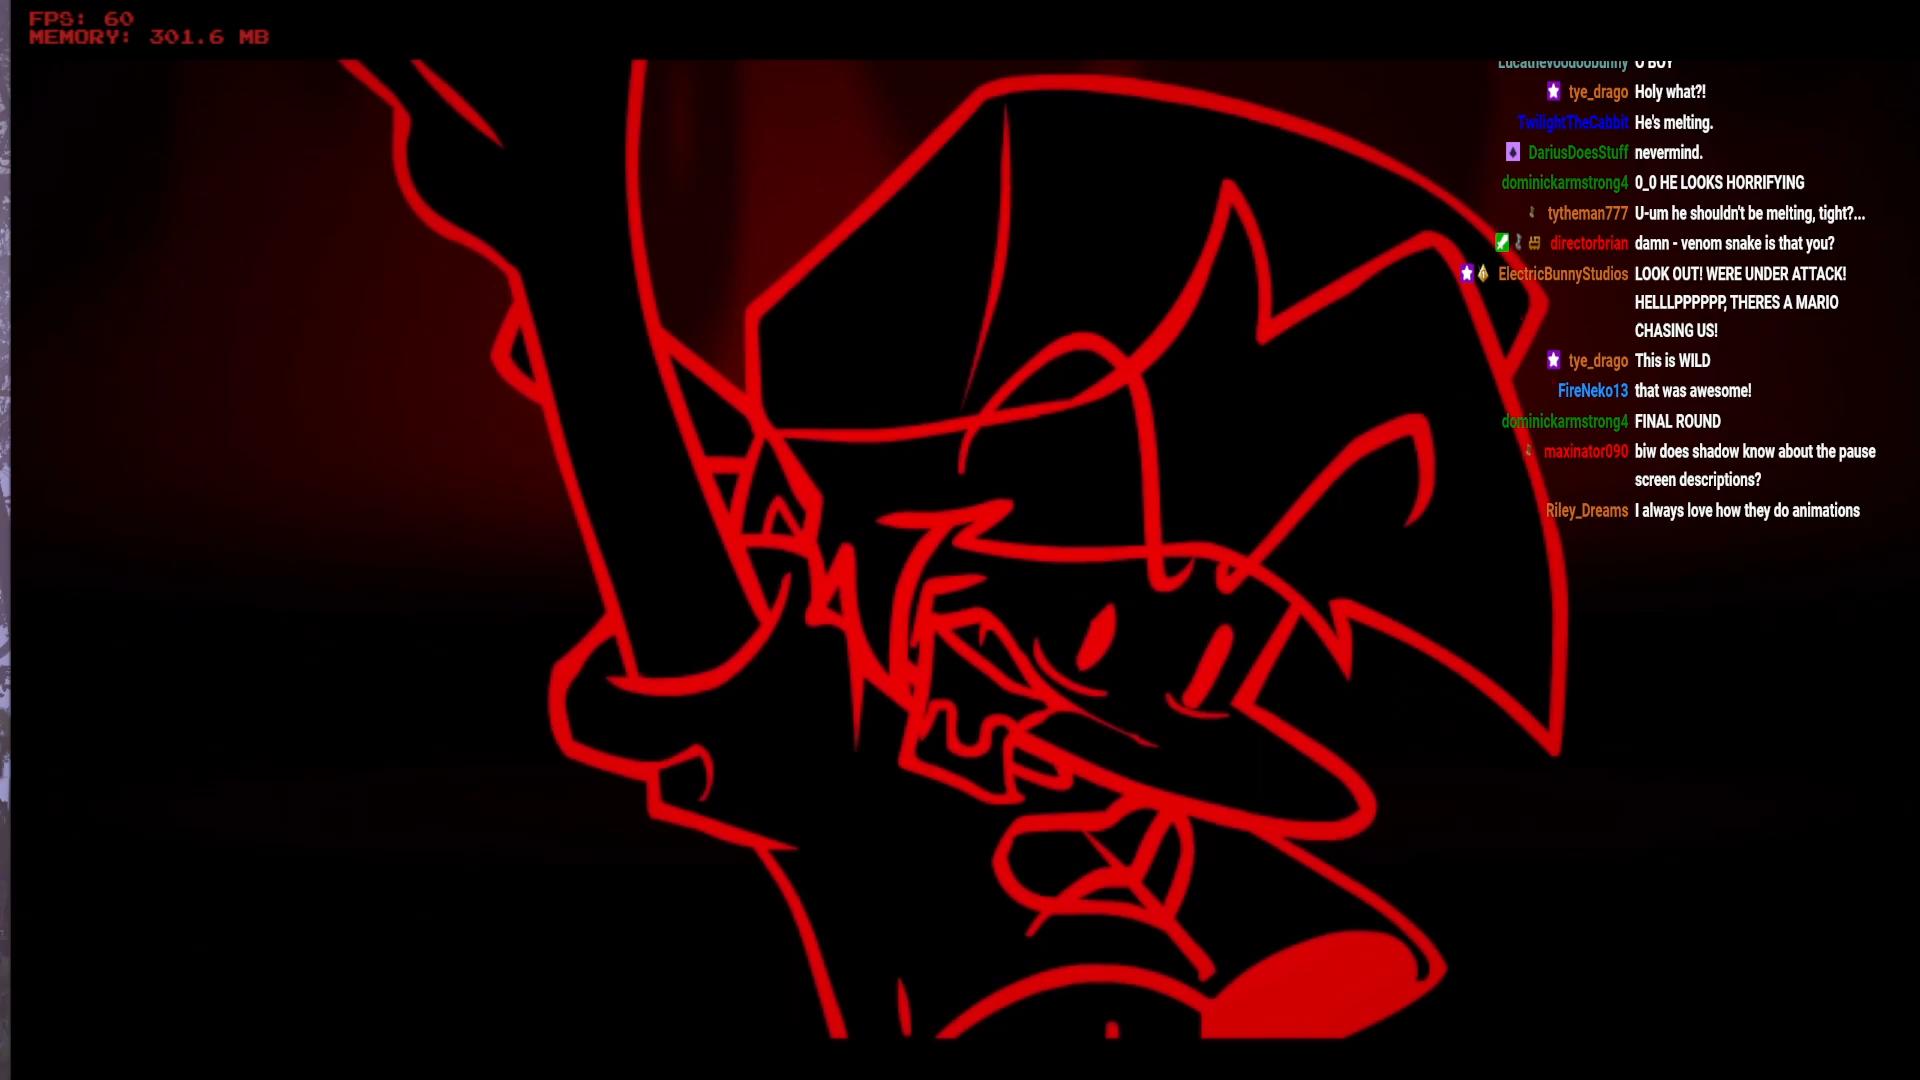 FPS: 60
MEMORY: 301.6 MB
Lucathevoodoobunny O BOY
tye_drago Holy what?!
TwilightTheCabbit He's melting.
DariusDoesStuff nevermind.
dominickarmstrong4 0_0 HE LOOKS HORRIFYING
tytheman777 U-um he shouldn't be melting, tight?...
directorbrian damn - venom snake is that you?
ElectricBunnyStudios LOOK OUT! WERE UNDER ATTACK!
HELLLPPPPPP, THERES A MARIO
CHASING US!
tye_drago This is WILD
FireNeko13 that was awesome!
dominickarmstrong4 FINAL ROUND
maxinator090 biw does shadow know about the pause
screen descriptions?
Riley_Dreams I always love how they do animations